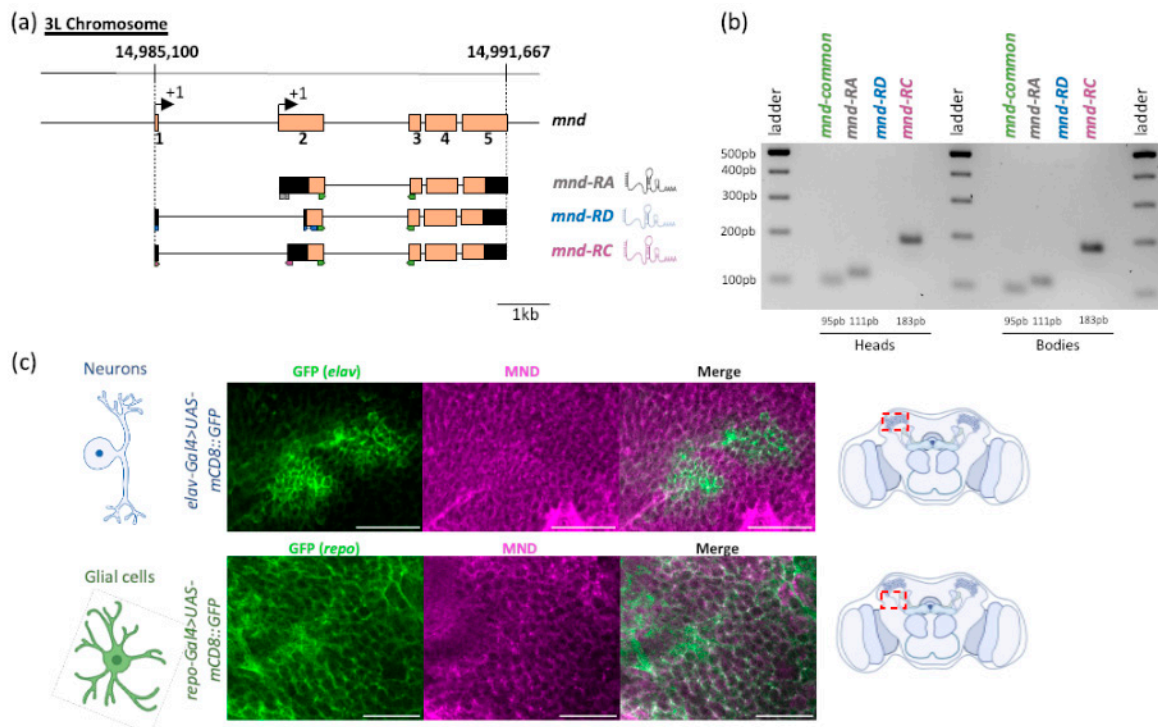 (a) 3L Chromosome
14,985,100 14,991,667
+1 +1
mnd
1 2 3 4 5
mnd-RA
mnd-RD
mnd-RC
1kb
(b)
ladder mnd-common mnd-RA mnd-RD mnd-RC ladder mnd-common mnd-RA mnd-RD mnd-RC ladder
500pb
400pb
300pb
200pb
100pb
95pb 111pb 183pb 95pb 111pb 183pb
Heads Bodies
(c)
Neurons
elav-Gal4>UAS-
mCD8::GFP
GFP (elav) MND Merge
Glial cells
repo-Gal4>UAS-
mCD8::GFP
GFP (repo) MND Merge